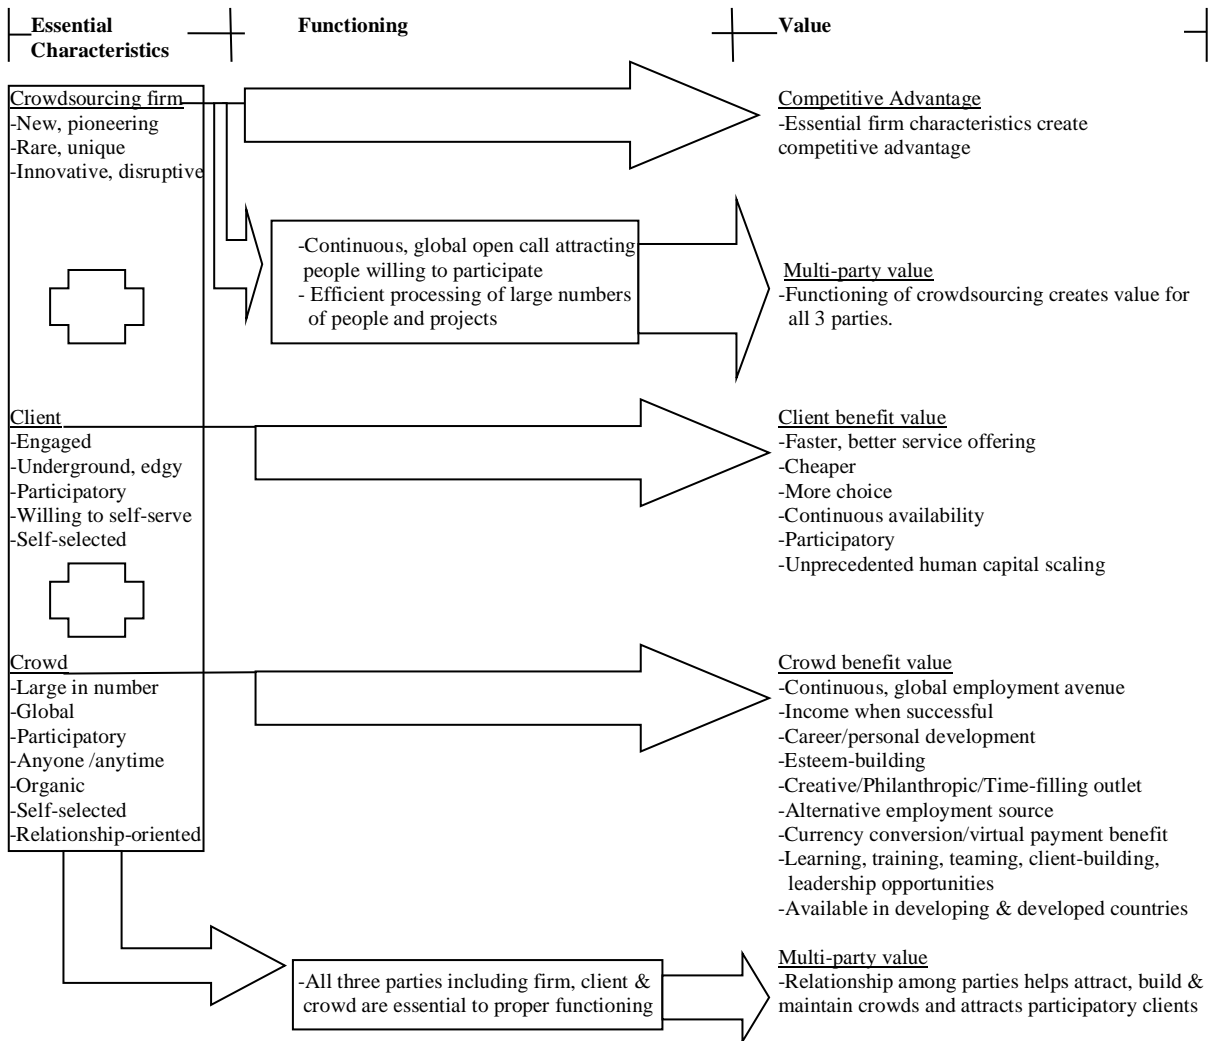 Essential
Characteristics
Functioning
Value
Crowdsourcing firm
-New, pioneering
-Rare, unique
-Innovative, disruptive
Competitive Advantage
-Essential firm characteristics create
competitive advantage
-Continuous, global open call attracting
people willing to participate
- Efficient processing of large numbers
of people and projects
Multi-party value
-Functioning of crowdsourcing creates value for
all 3 parties.
Client
-Engaged
-Underground, edgy
-Participatory
-Willing to self-serve
-Self-selected
Client benefit value
-Faster, better service offering
-Cheaper
-More choice
-Continuous availability
-Participatory
-Unprecedented human capital scaling
Crowd
-Large in number
-Global
-Participatory
-Anyone /anytime
-Organic
-Self-selected
-Relationship-oriented
Crowd benefit value
-Continuous, global employment avenue
-Income when successful
-Career/personal development
-Esteem-building
-Creative/Philanthropic/Time-filling outlet
-Alternative employment source
-Currency conversion/virtual payment benefit
-Learning, training, teaming, client-building,
leadership opportunities
-Available in developing & developed countries
-All three parties including firm, client &
crowd are essential to proper functioning
Multi-party value
-Relationship among parties helps attract, build &
maintain crowds and attracts participatory clients